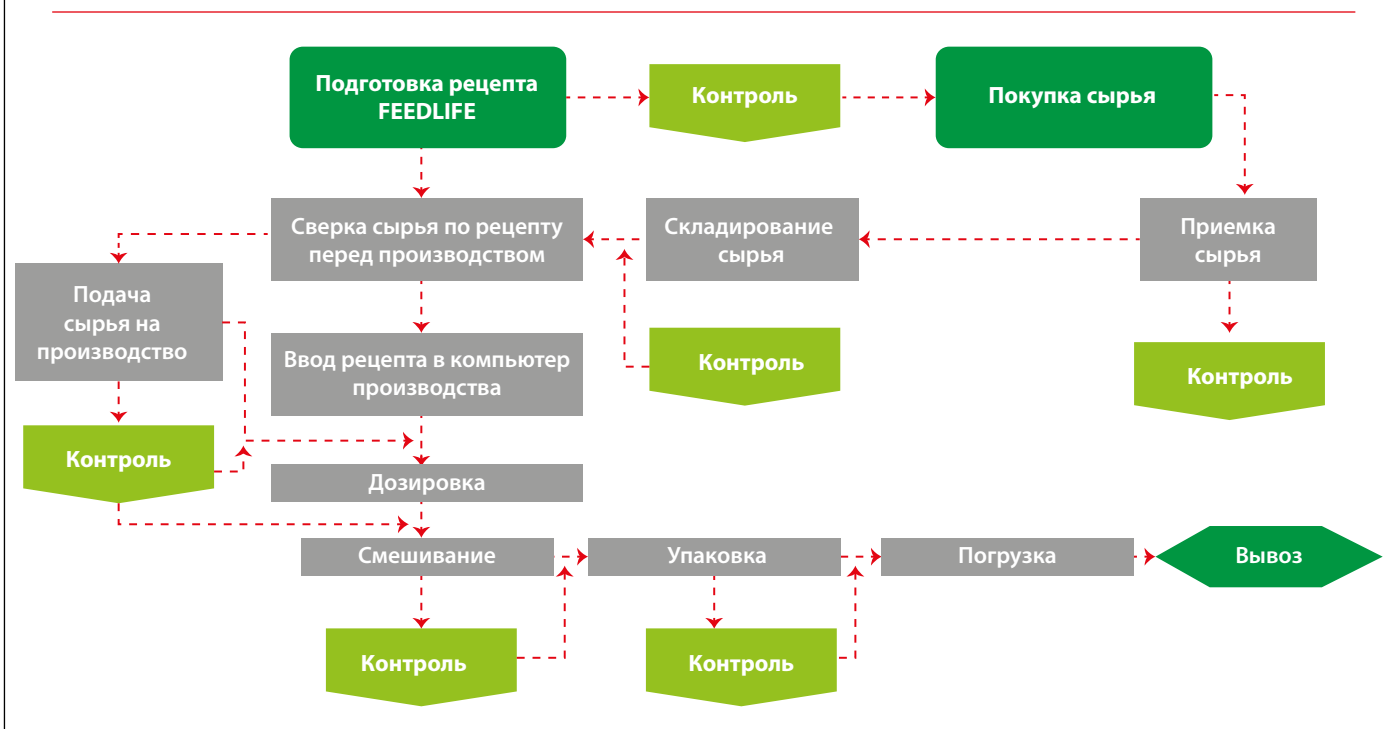 Подготовка рецепта
FEEDLIFE
Контроль
Покупка сырья
Сверка сырья по рецепту
перед производством
Складирование
сырья
Приемка
сырья
Подача
сырья на
производство
Ввод рецепта в компьютер
производства
Контроль
Контроль
Контроль
Дозировка
Смешивание
Упаковка
Погрузка
Вывоз
Контроль
Контроль